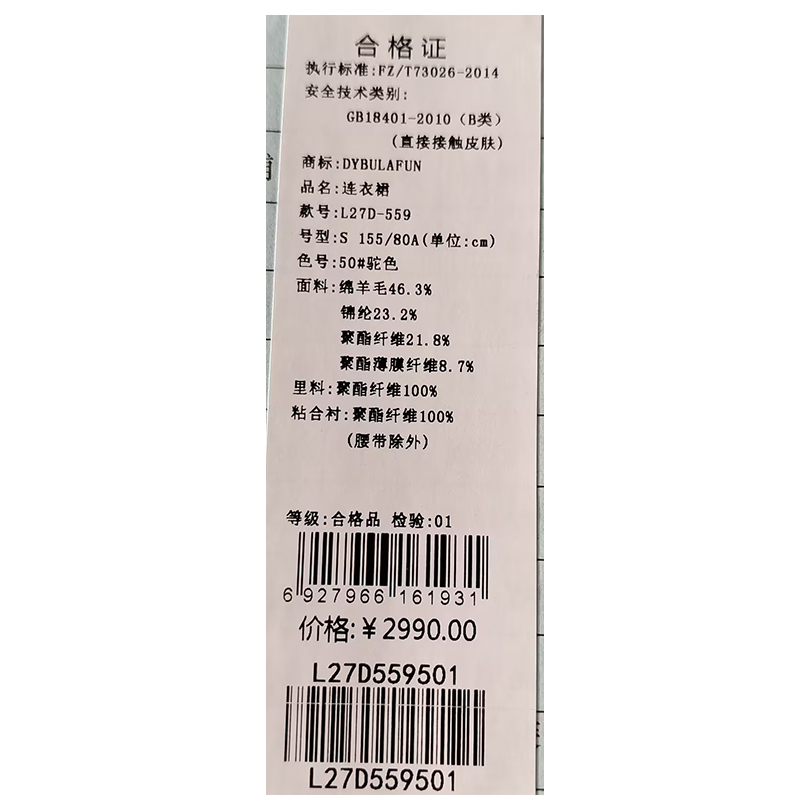 合格证
执行标准:FZ/T73026-2014
安全技术类别:
GB18401-2010（B类）
(直接接触皮肤)
商标:DYBULAFUN
品名:连衣裙
款号:L27D-559
号型:S 155/80A(单位:cm)
色号:50#驼色
面料:绵羊毛46.3%
锦纶23.2%
聚酯纤维21.8%
聚酯薄膜纤维8.7%
里料:聚酯纤维100%
粘合衬:聚酯纤维100%
(腰带除外)
等级:合格品 检验:01
6 927966 161931
价格:￥2990.00
L27D559501
L27D559501